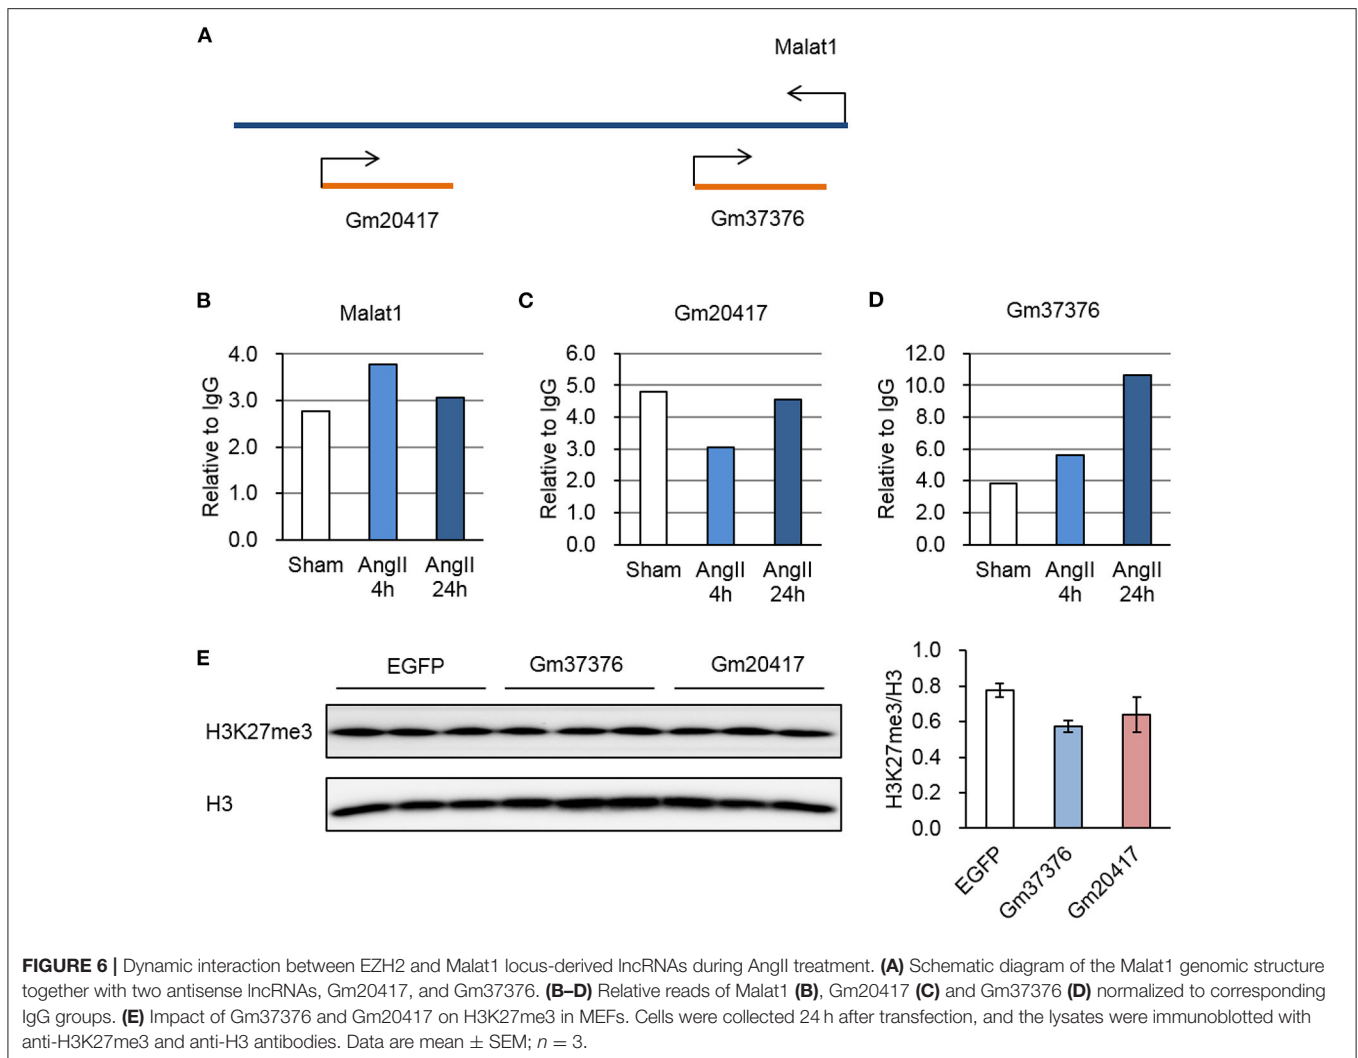 A
Malat1
Gm20417
Gm37376
B
Malat1
Relative to IgG
4.0
3.0
2.0
1.0
0.0
Sham
AngII
4h
AngII
24h
C
Gm20417
Relative to IgG
6.0
5.0
4.0
3.0
2.0
1.0
0.0
Sham
AngII
4h
AngII
24h
D
Gm37376
Relative to IgG
12.0
10.0
8.0
6.0
4.0
2.0
0.0
Sham
AngII
4h
AngII
24h
E
EGFP
Gm37376
Gm20417
H3K27me3
H3
H3K27me3/H3
1.0
0.8
0.6
0.4
0.2
0.0
EGFP
Gm37376
Gm20417
FIGURE 6 | Dynamic interaction between EZH2 and Malat1 locus-derived lncRNAs during AngII treatment. (A) Schematic diagram of the Malat1 genomic structure
together with two antisense lncRNAs, Gm20417, and Gm37376. (B–D) Relative reads of Malat1 (B), Gm20417 (C) and Gm37376 (D) normalized to corresponding
IgG groups. (E) Impact of Gm37376 and Gm20417 on H3K27me3 in MEFs. Cells were collected 24 h after transfection, and the lysates were immunoblotted with
anti-H3K27me3 and anti-H3 antibodies. Data are mean ± SEM; n = 3.